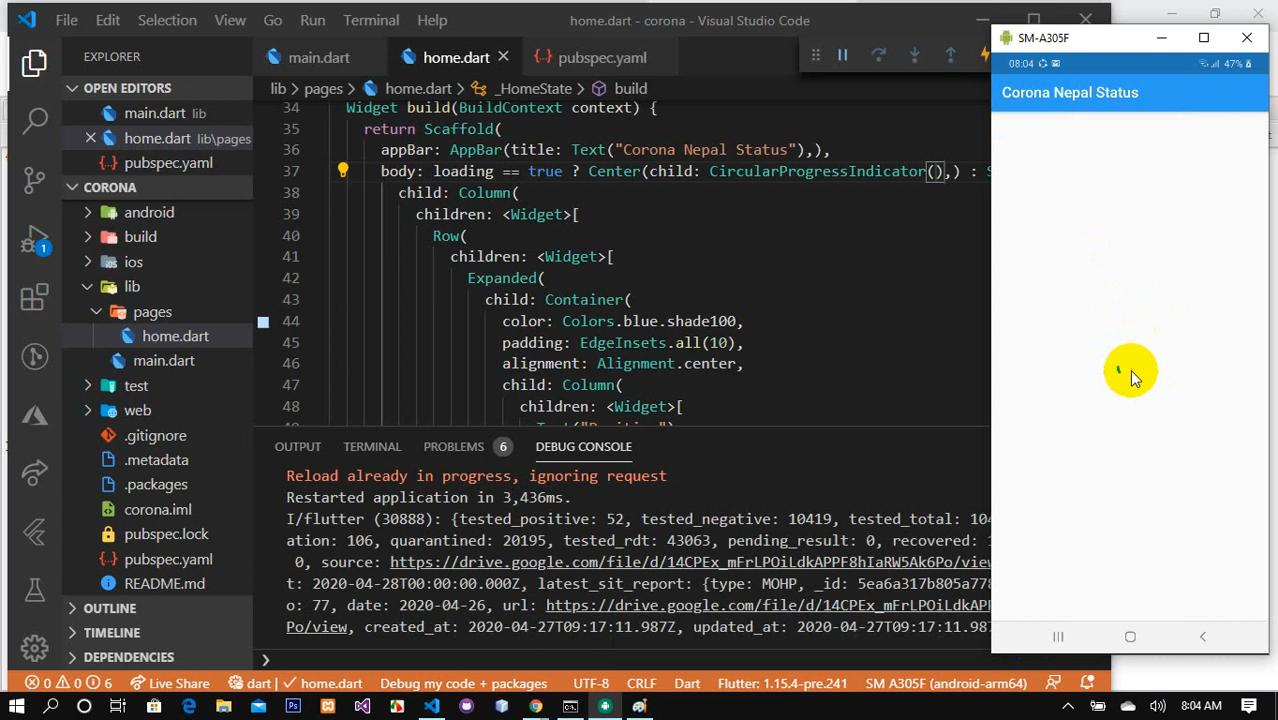 File Edit Selection View Go Run Terminal Help home.dart - corona - Visual Studio Code
EXPLORER
OPEN EDITORS
main.dart lib
home.dart lib\pages
pubspec.yaml
CORONA
android
build
ios
lib
pages
home.dart
main.dart
test
web
.gitignore
.metadata
.packages
corona.iml
pubspec.lock
pubspec.yaml
README.md
OUTLINE
TIMELINE
DEPENDENCIES
1
main.dart home.dart pubspec.yaml
lib > pages > home.dart > _HomeState > build
34 Widget build(BuildContext context) {
35 return Scaffold(
36 appBar: AppBar(title: Text("Corona Nepal Status"),),
37 body: loading == true ? Center(child: CircularProgressIndicator(),) : S
38 child: Column(
39 children: <Widget>[
40 Row(
41 children: <Widget>[
42 Expanded(
43 child: Container(
44 color: Colors.blue.shade100,
45 padding: EdgeInsets.all(10),
46 alignment: Alignment.center,
47 child: Column(
48 children: <Widget>[
OUTPUT TERMINAL PROBLEMS 6 DEBUG CONSOLE
Reload already in progress, ignoring request
Restarted application in 3,436ms.
I/flutter (30888): {tested_positive: 52, tested_negative: 10419, tested_total: 104
ation: 106, quarantined: 20195, tested_rdt: 43063, pending_result: 0, recovered: 1
0, source: https://drive.google.com/file/d/14CPEx_mFrLPOiLdkAPPF8hIaRW5Ak6Po/view
t: 2020-04-28T00:00:00.000Z, latest_sit_report: {type: MOHP, _id: 5ea6a317b805a778
o: 77, date: 2020-04-26, url: https://drive.google.com/file/d/14CPEx_mFrLPOiLdkAPF
Po/view, created_at: 2020-04-27T09:17:11.987Z, updated_at: 2020-04-27T09:17:11.987
SM-A305F
08:04 47%
Corona Nepal Status
0 0 6 Live Share dart | home.dart Debug my code + packages UTF-8 CRLF Dart Flutter: 1.15.4-pre.241 SM A305F (android-arm64)
8:04 AM